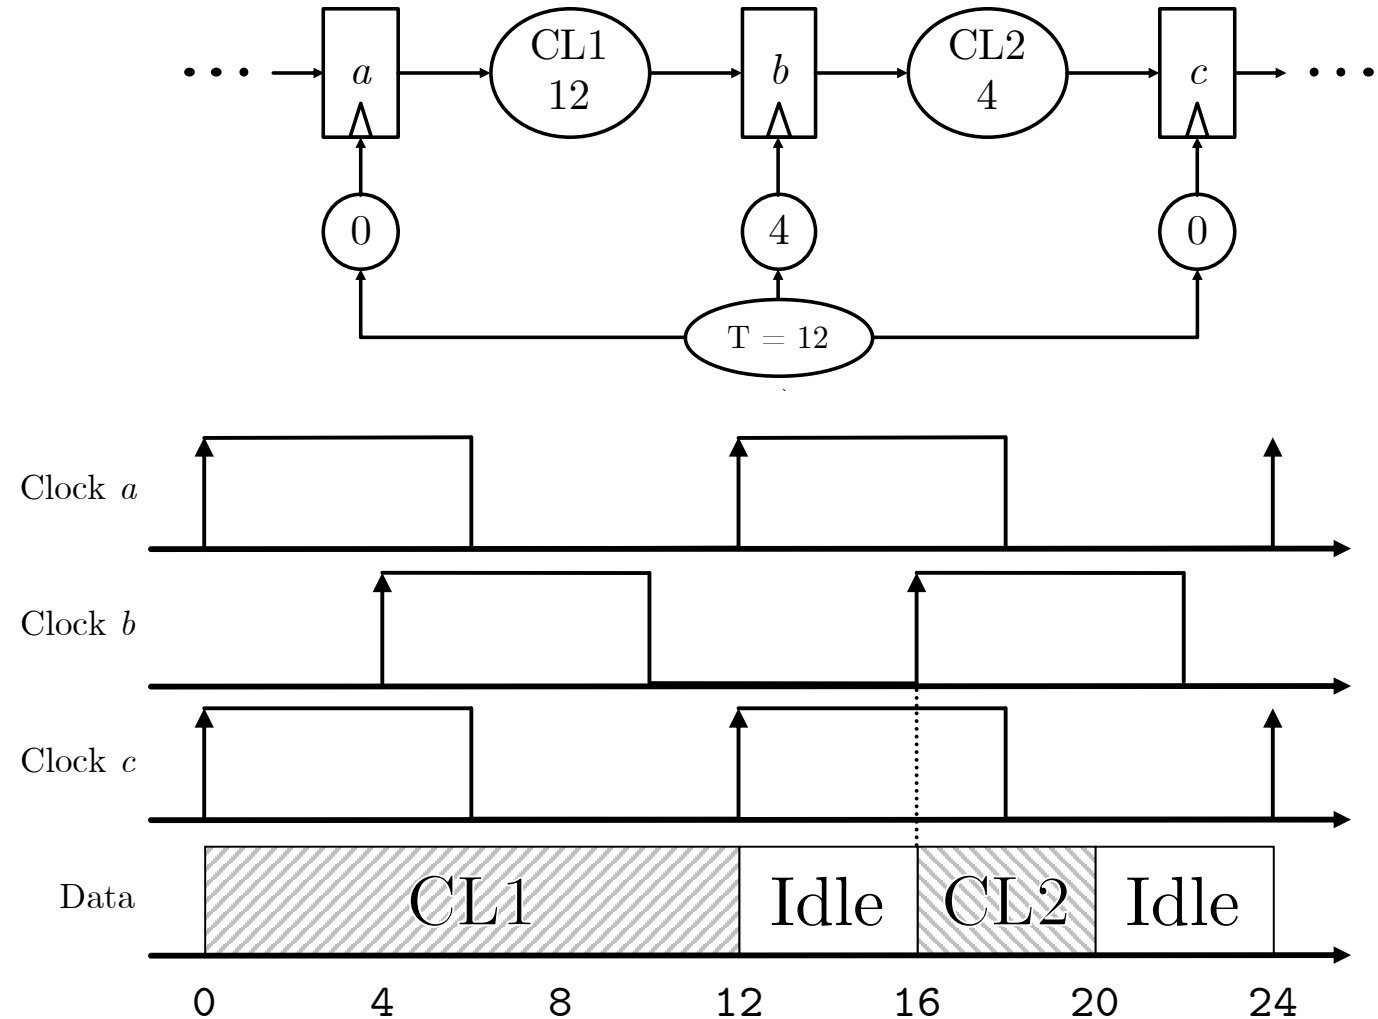 CL1
CL2
• • • a 12 b 4 c • • •
0 4 0
T = 12
Clock a
Clock b
Clock c
Data CL1 Idle CL2 Idle
0 4 8 12 16 20 24